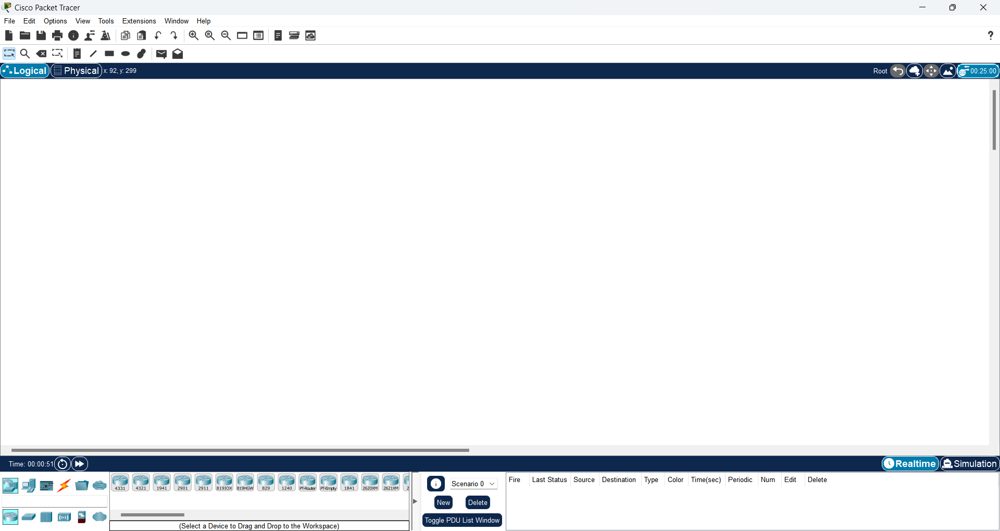 Cisco Packet Tracer
File Edit Options View Tools Extensions Window Help
Logical Physical x: 92, y: 299 Root 00:25:00
Time: 00:00:51 Realtime Simulation
4331 4321 1941 2901 2911 819IOX 819HGW 829 1240 PT-Router PT-Empty 1841 2620XM 2621XM 2
(Select a Device to Drag and Drop to the Workspace)
Scenario 0
New Delete
Toggle PDU List Window
Fire Last Status Source Destination Type Color Time(sec) Periodic Num Edit Delete